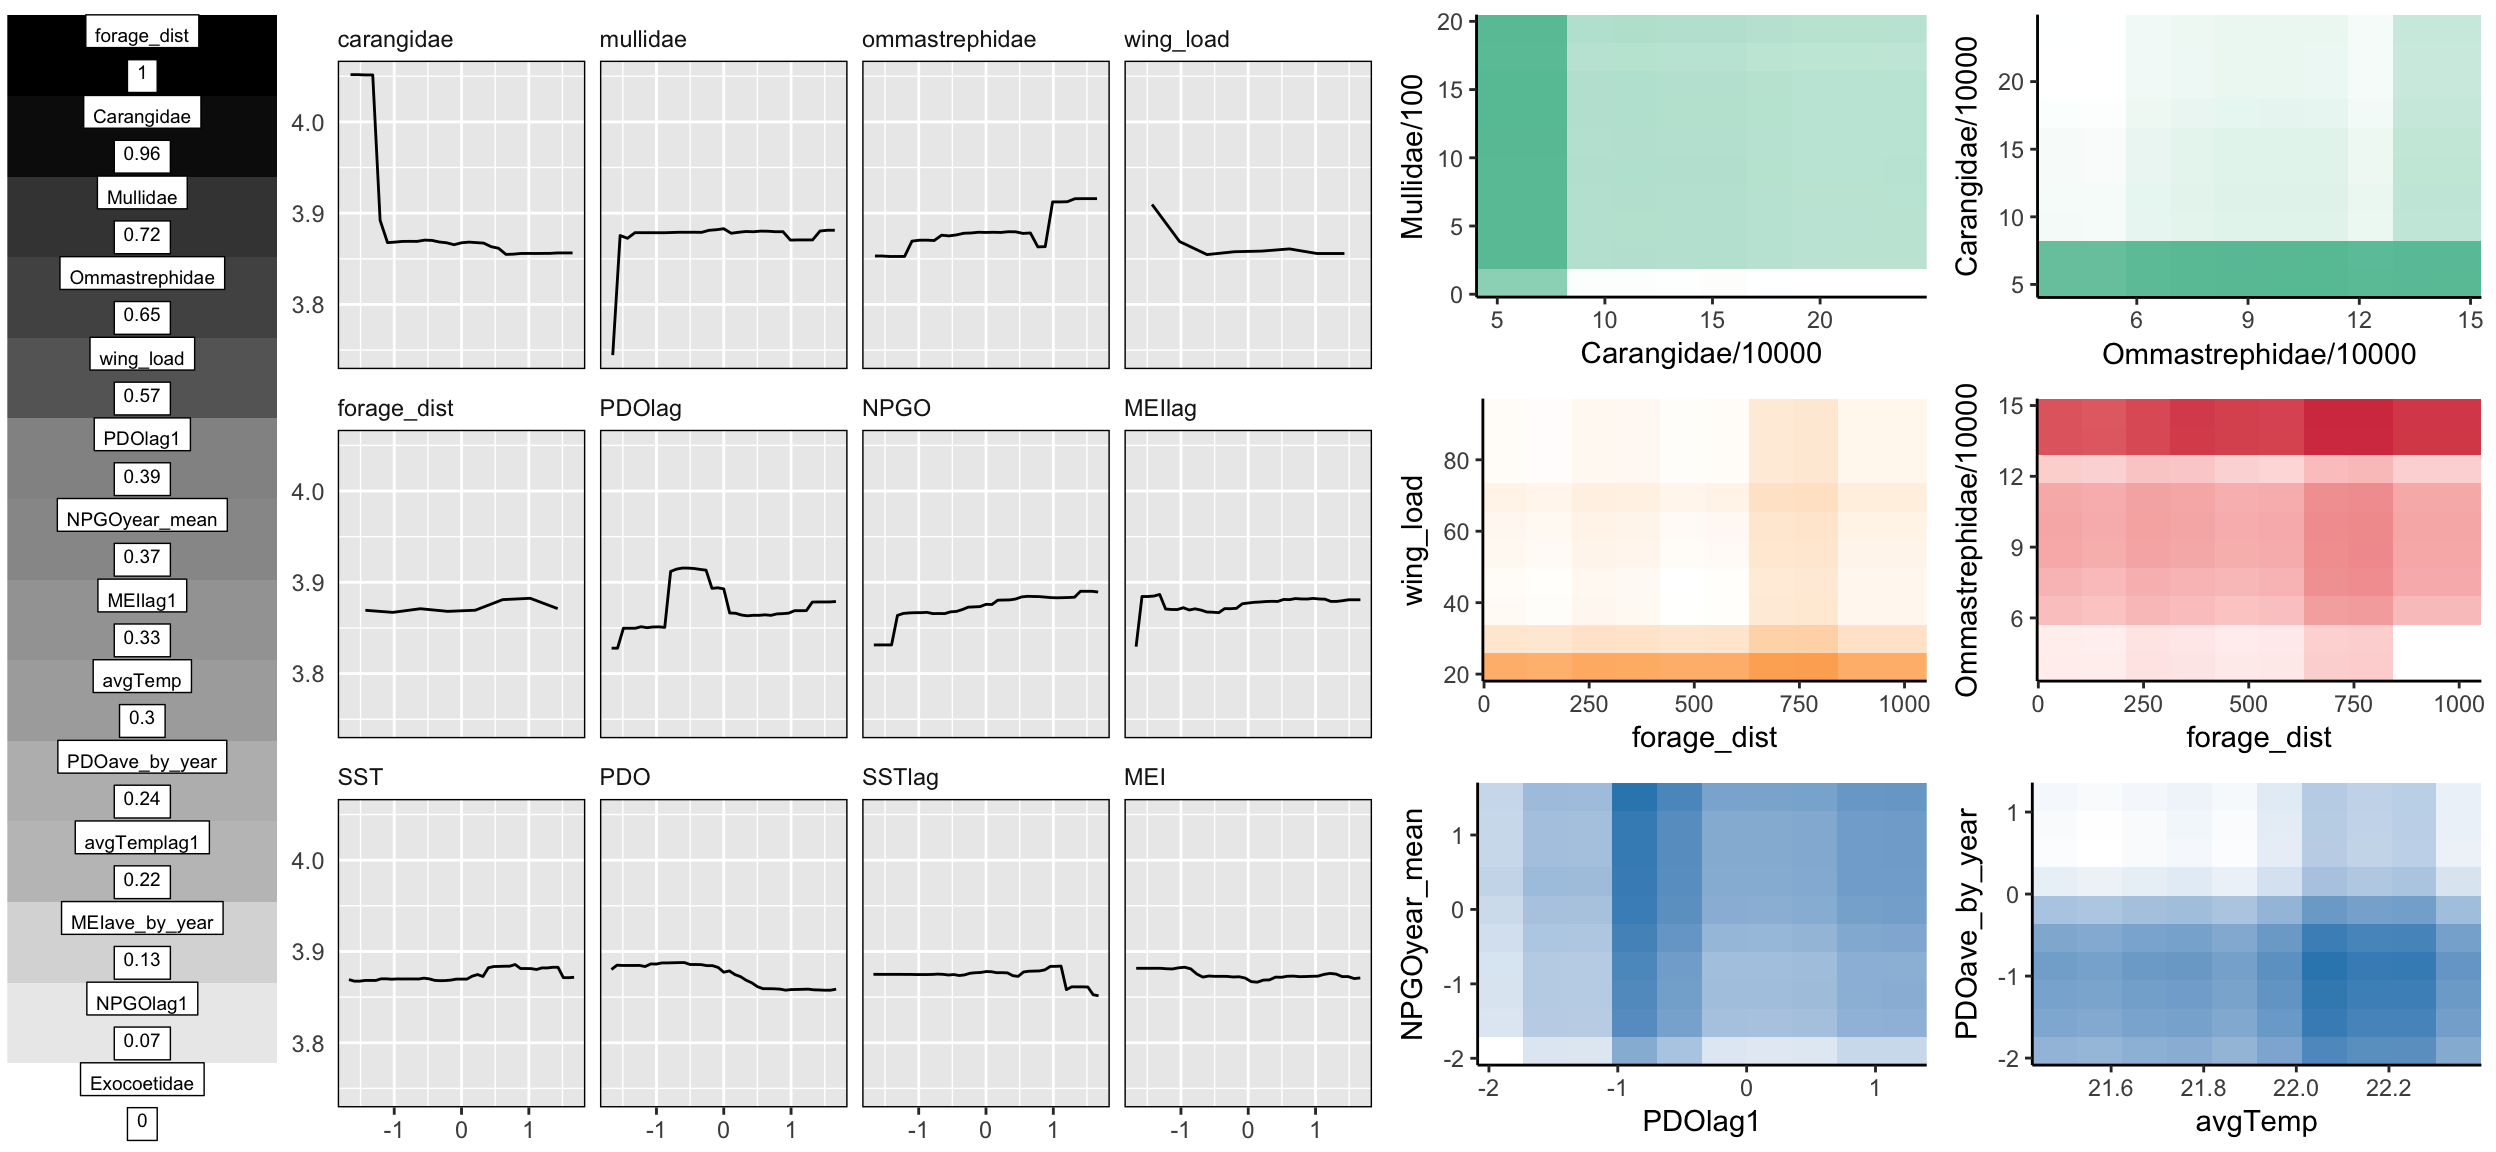 forage_dist
1
Carangidae
0.96
Mullidae
0.72
Ommastrephidae
0.65
wing_load
0.57
PDOlag1
0.39
NPGOyear_mean
0.37
MEIlag1
0.33
avgTemp
0.3
PDOave_by_year
0.24
avgTemplag1
0.22
MEIave_by_year
0.13
NPGOlag1
0.07
Exocoetidae
0
carangidae mullidae ommastrephidae wing_load
4.0
3.9
3.8
forage_dist PDOlag NPGO MEIlag
4.0
3.9
3.8
SST PDO SSTlag MEI
4.0
3.9
3.8
-1 0 1 -1 0 1 -1 0 1 -1 0 1
Mullidae/100
20
15
10
5
0
5 10 15 20
Carangidae/10000
Carangidae/10000
20
15
10
5
6 9 12 15
Ommastrephidae/10000
wing_load
80
60
40
20
0 250 500 750 1000
forage_dist
Ommastrephidae/10000
15
12
9
6
0 250 500 750 1000
forage_dist
NPGOyear_mean
1
0
-1
-2
-2 -1 0 1
PDOlag1
PDOave_by_year
1
0
-1
-2
21.6 21.8 22.0 22.2
avgTemp